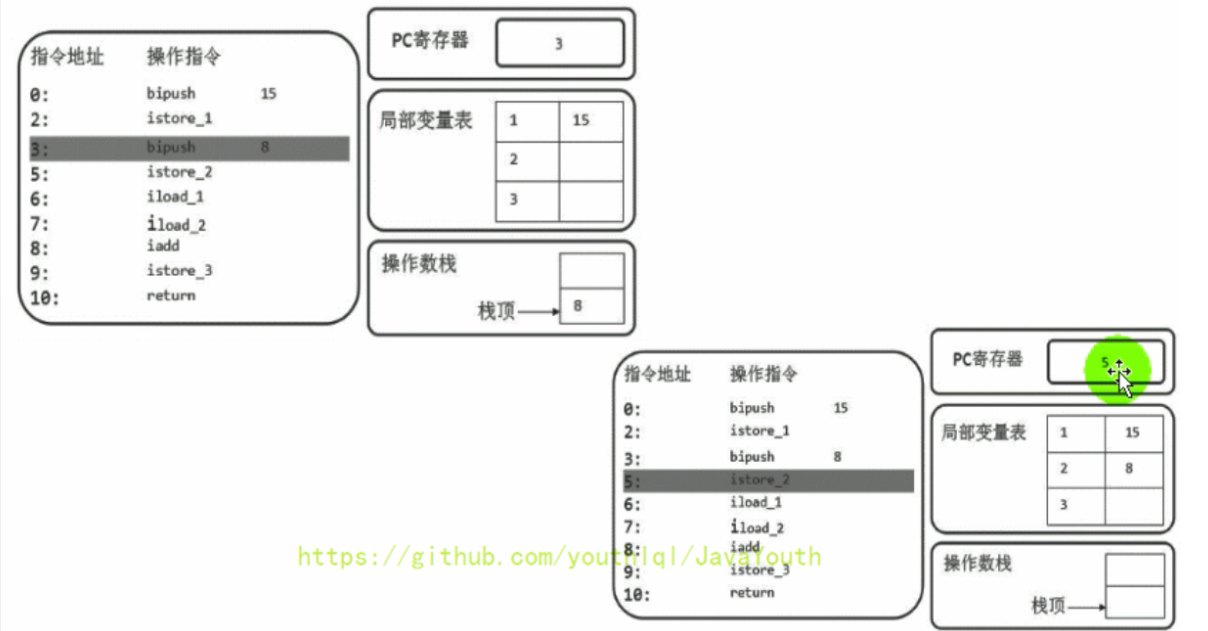 PC寄存器 3
指令地址 操作指令
0: bipush 15
2: istore_1
3: bipush 8
5: istore_2
6: iload_1
7: iload_2
8: iadd
9: istore_3
10: return
局部变量表 1 15
2
3
操作数栈
栈顶 8
PC寄存器 5
指令地址 操作指令
0: bipush 15
2: istore_1
3: bipush 8
5: istore_2
6: iload_1
7: iload_2
8: iadd
9: istore_3
10: return
局部变量表 1 15
2 8
3
操作数栈
栈顶
https://github.com/youthlql/JavaYouth